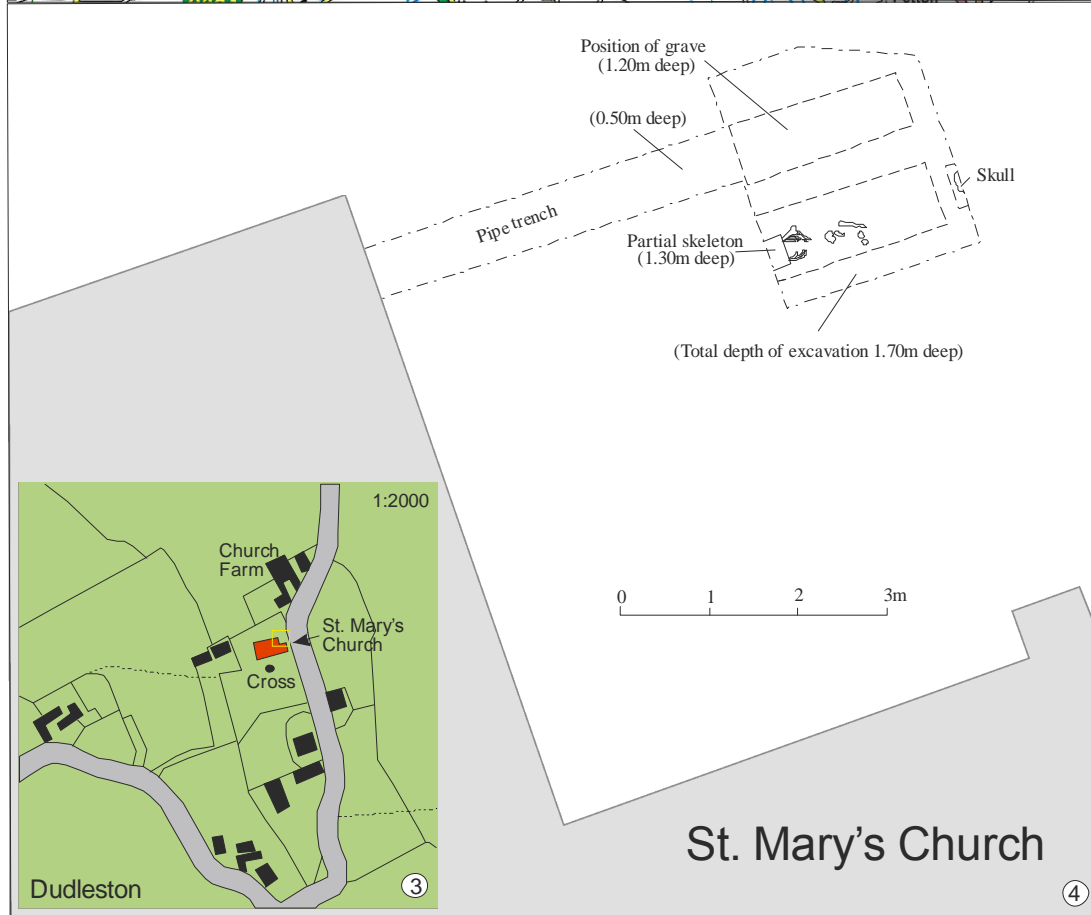 Position of grave
(1.20m deep)
(0.50m deep)
Pipe trench
Skull
Partial skeleton
(1.30m deep)
(Total depth of excavation 1.70m deep)
1:2000
Church
Farm
St. Mary's
Church
Cross
Dudleston
3
0 1 2 3m
St. Mary's Church
4